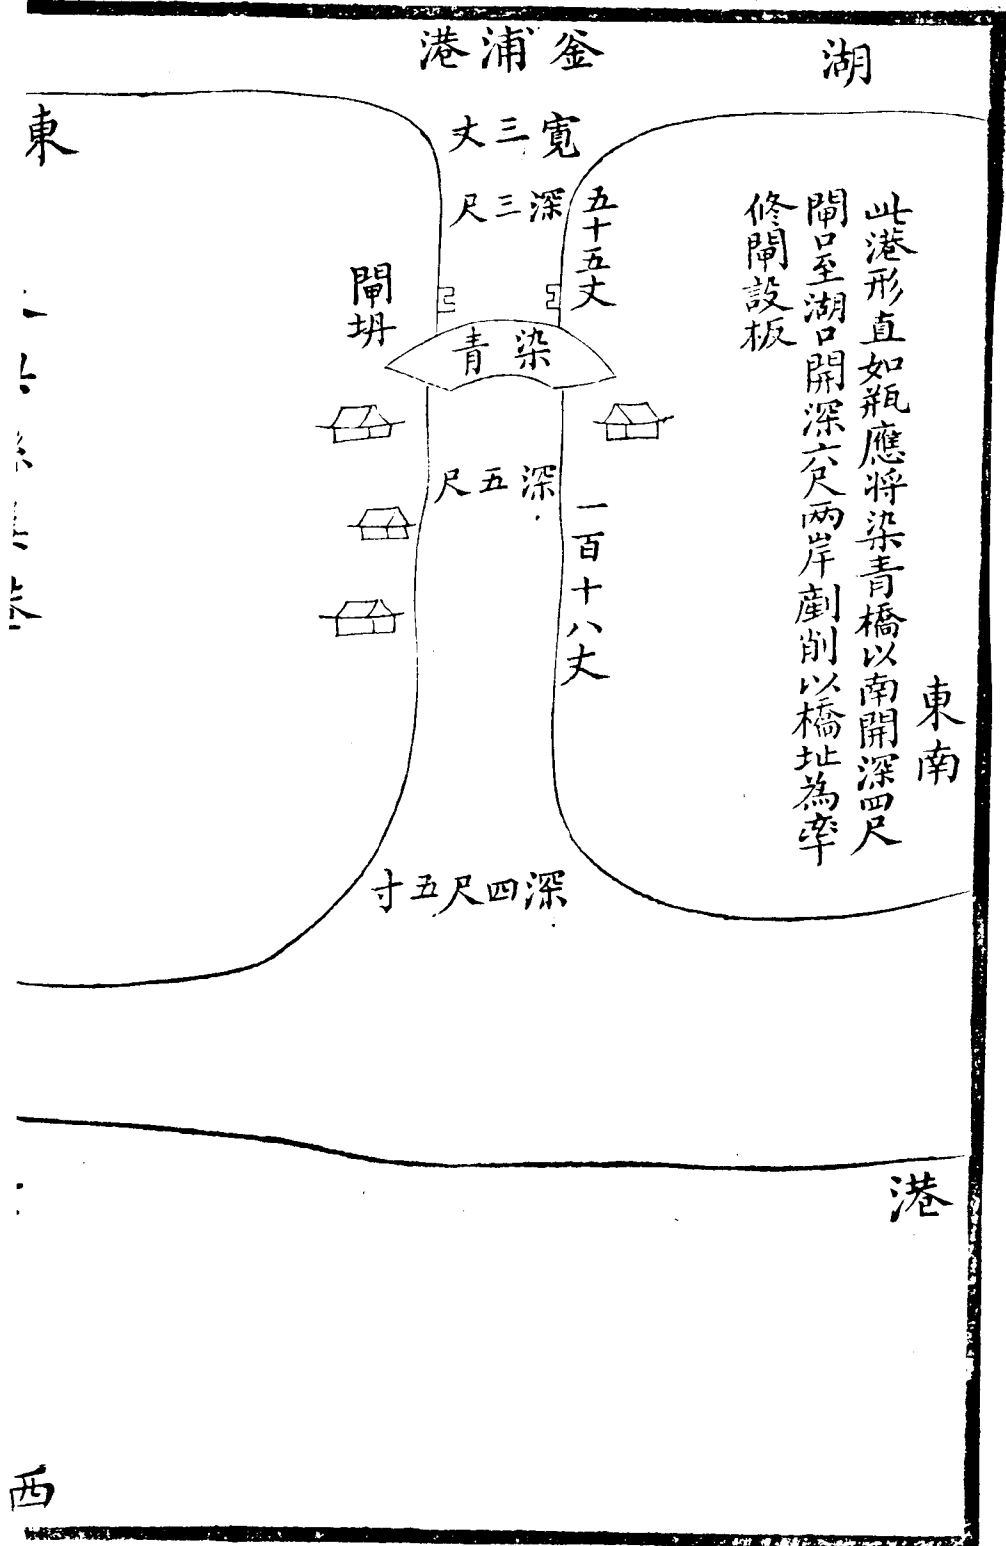 湖
釜浦港
寬三丈
深三尺
五十五丈
此港形直如瓶應將染青橋以南開深四尺
閘口至湖口開深六尺兩岸劃削以橋址為率
修閘設板
東南
東
閘坍
染青
深五尺
一百十八丈
深四尺五寸
港
西